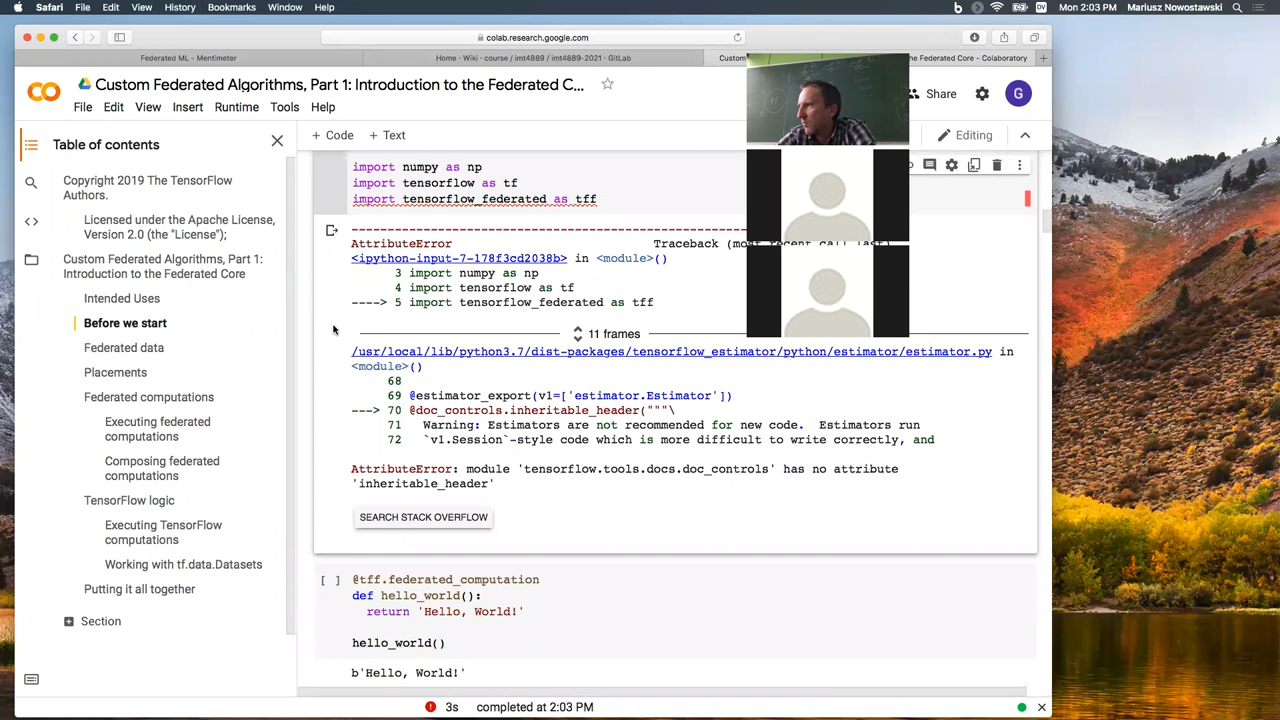 Safari File Edit View History Bookmarks Window Help
Mon 2:03 PM Mariusz Nowostawski
colab.research.google.com
Federated ML - Mentimeter
Home · Wiki · course / imt4889 / imt4889-2021 · GitLab
Custom
he Federated Core - Colaboratory
Custom Federated Algorithms, Part 1: Introduction to the Federated C...
Share
G
File Edit View Insert Runtime Tools Help
+ Code + Text
Editing
Table of contents
Copyright 2019 The TensorFlow
Authors.
Licensed under the Apache License,
Version 2.0 (the "License");
Custom Federated Algorithms, Part 1:
Introduction to the Federated Core
Intended Uses
Before we start
Federated data
Placements
Federated computations
Executing federated
computations
Composing federated
computations
TensorFlow logic
Executing TensorFlow
computations
Working with tf.data.Datasets
Putting it all together
Section
import numpy as np
import tensorflow as tf
import tensorflow_federated as tff
AttributeError Traceback (most recent call last)
<ipython-input-7-178f3cd2038b> in <module>()
3 import numpy as np
4 import tensorflow as tf
----> 5 import tensorflow_federated as tff
11 frames
/usr/local/lib/python3.7/dist-packages/tensorflow_estimator/python/estimator/estimator.py in
<module>()
68
69 @estimator_export(v1=['estimator.Estimator'])
---> 70 @doc_controls.inheritable_header("""\
71 Warning: Estimators are not recommended for new code. Estimators run
72 `v1.Session`-style code which is more difficult to write correctly, and
AttributeError: module 'tensorflow.tools.docs.doc_controls' has no attribute
'inheritable_header'
SEARCH STACK OVERFLOW
[ ] @tff.federated_computation
def hello_world():
return 'Hello, World!'
hello_world()
b'Hello, World!'
3s completed at 2:03 PM